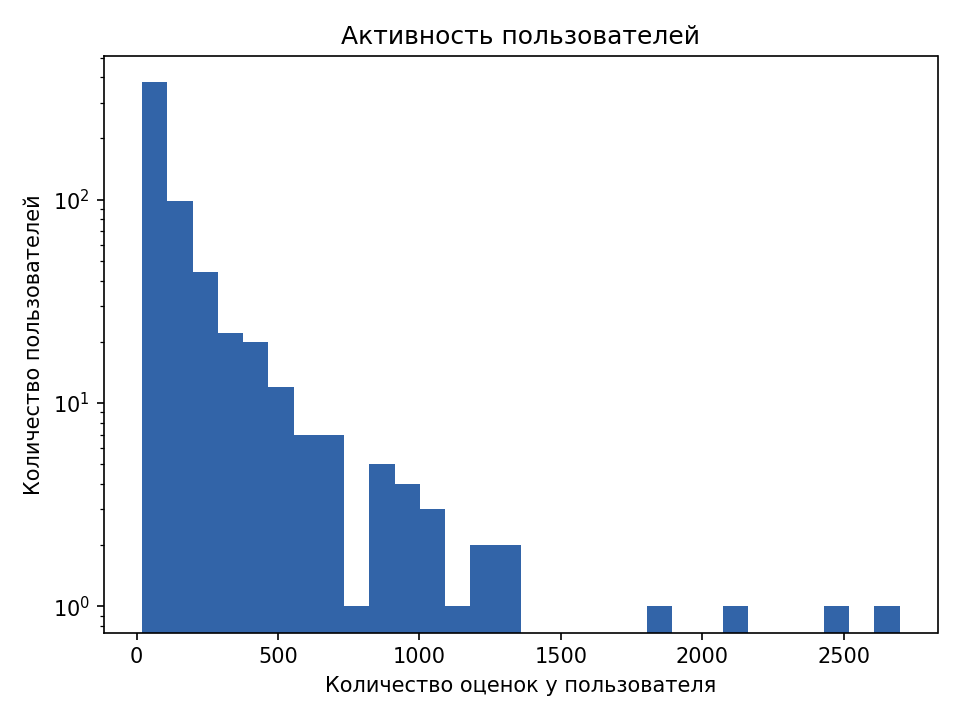 Активность пользователей
Количество пользователей
10²
10¹
10⁰
0 500 1000 1500 2000 2500
Количество оценок у пользователя